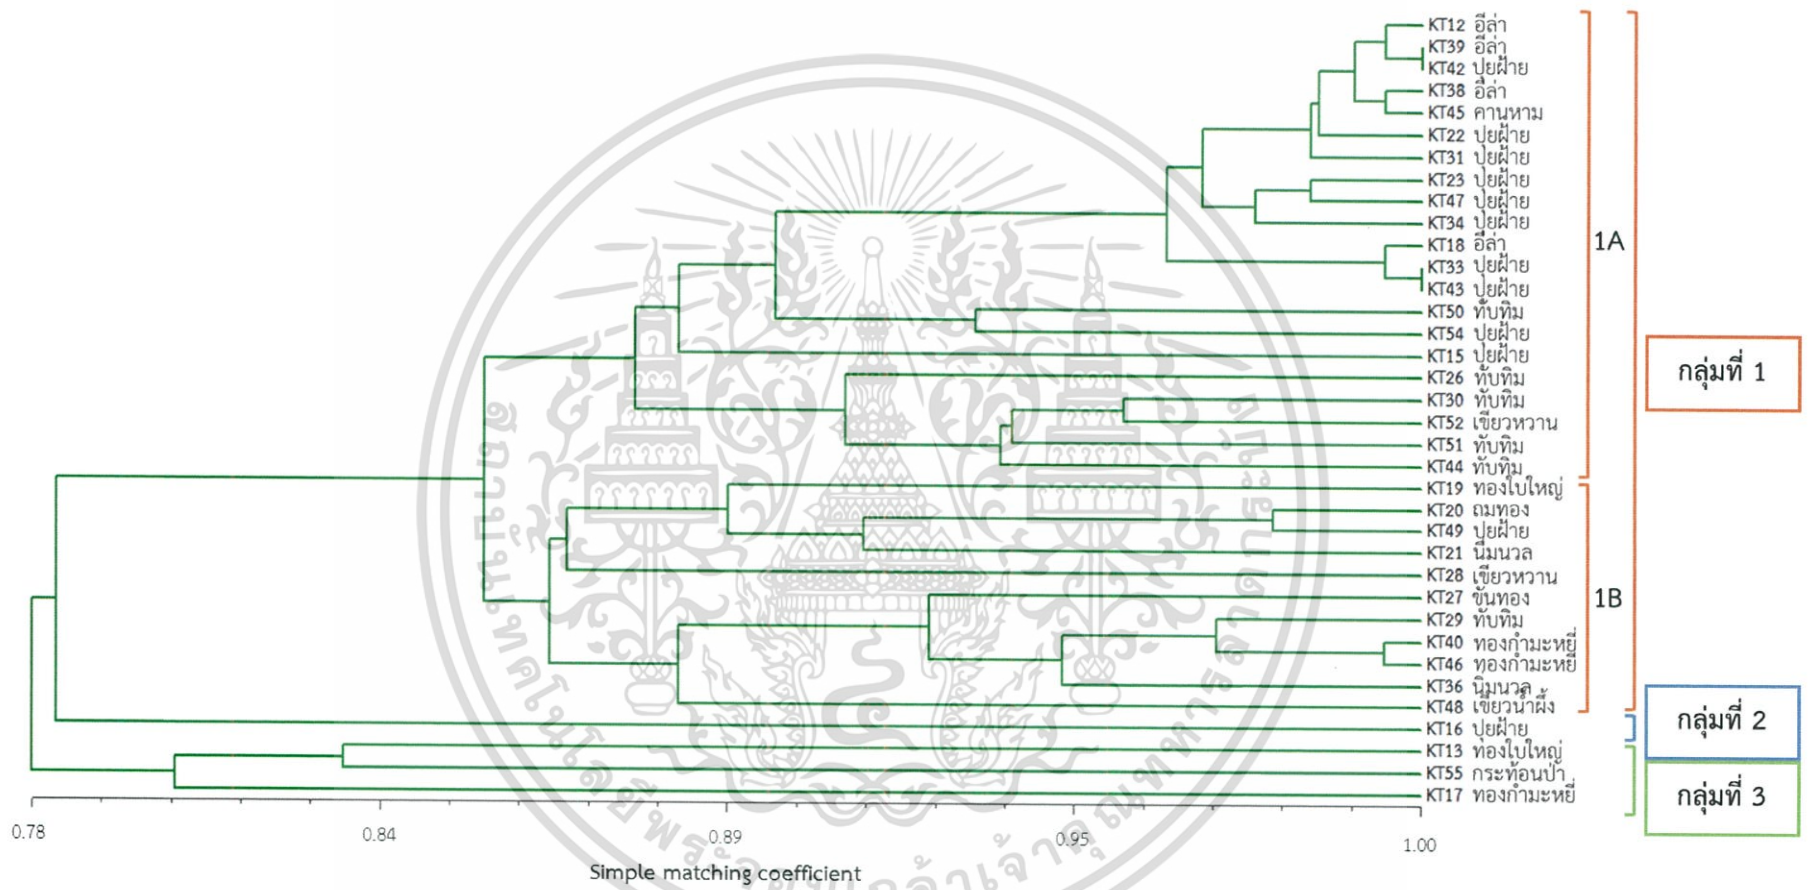 KT12 อีล่า
KT39 อีล่า
KT42 ปุยฝ้าย
KT38 อีล่า
KT45 คานหาม
KT22 ปุยฝ้าย
KT31 ปุยฝ้าย
KT23 ปุยฝ้าย
KT47 ปุยฝ้าย
KT34 ปุยฝ้าย
KT18 อีล่า
1A
KT33 ปุยฝ้าย
KT43 ปุยฝ้าย
KT50 ทับทิม
KT54 ปุยฝ้าย
KT15 ปุยฝ้าย
กลุ่มที่ 1
KT26 ทับทิม
KT30 ทับทิม
KT52 เขียวหวาน
KT51 ทับทิม
KT44 ทับทิม
KT19 ทองใบใหญ่
KT20 ถมทอง
KT49 ปุยฝ้าย
KT21 นิ่มนวล
KT28 เขียวหวาน
KT27 ขันทอง
1B
KT29 ทับทิม
KT40 ทองกำมะหยี่
KT46 ทองกำมะหยี่
KT36 นิ่มนวล
KT48 เขียวน้ำผึ้ง
กลุ่มที่ 2
KT16 ปุยฝ้าย
KT13 ทองใบใหญ่
KT55 กระท้อนป่า
KT17 ทองกำมะหยี่
กลุ่มที่ 3
0.78 0.84 0.89 0.95 1.00
Simple matching coefficient